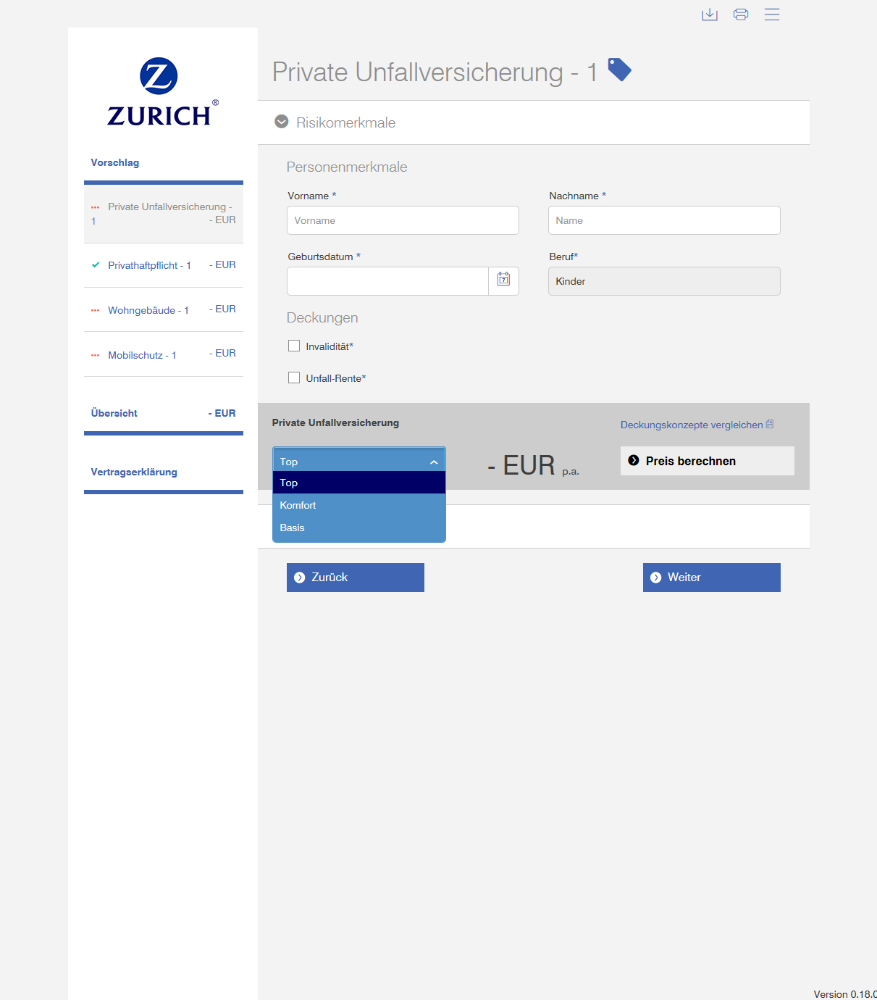 Private Unfallversicherung - 1
Z
ZURICH®
Vorschlag
Private Unfallversicherung -
1 - EUR
Privathaftpflicht - 1 - EUR
Wohngebäude - 1 - EUR
Mobilschutz - 1 - EUR
Übersicht - EUR
Vertragserklärung
Risikomerkmale
Personenmerkmale
Vorname * Nachname *
Vorname Name
Geburtsdatum * Beruf*
7 Kinder
Deckungen
Invalidität*
Unfall-Rente*
Private Unfallversicherung Deckungskonzepte vergleichen
Top - EUR p.a. Preis berechnen
Top
Komfort
Basis
Zurück Weiter
Version 0.18.0